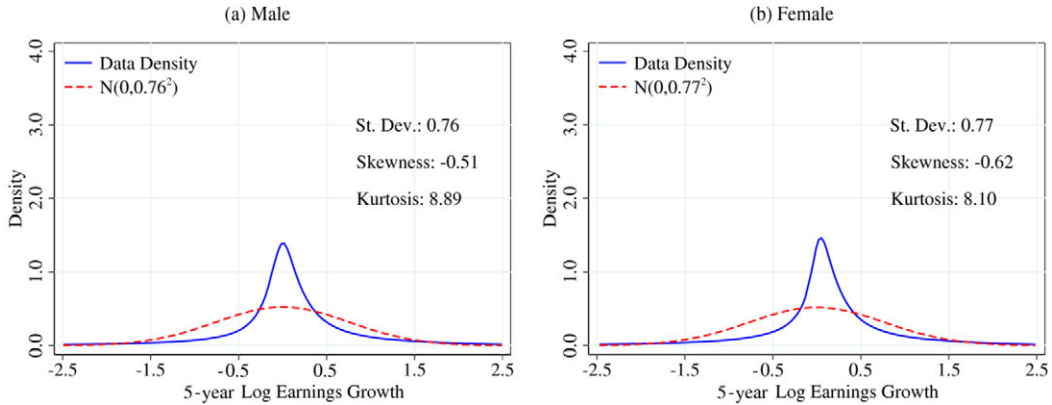 (a) Male
4.0
3.0
2.0
1.0
0.0
Density
Data Density
N(0,0.76²)
St. Dev.: 0.76
Skewness: -0.51
Kurtosis: 8.89
-2.5 -1.5 -0.5 0.5 1.5 2.5
5-year Log Earnings Growth
(b) Female
4.0
3.0
2.0
1.0
0.0
Density
Data Density
N(0,0.77²)
St. Dev.: 0.77
Skewness: -0.62
Kurtosis: 8.10
-2.5 -1.5 -0.5 0.5 1.5 2.5
5-year Log Earnings Growth